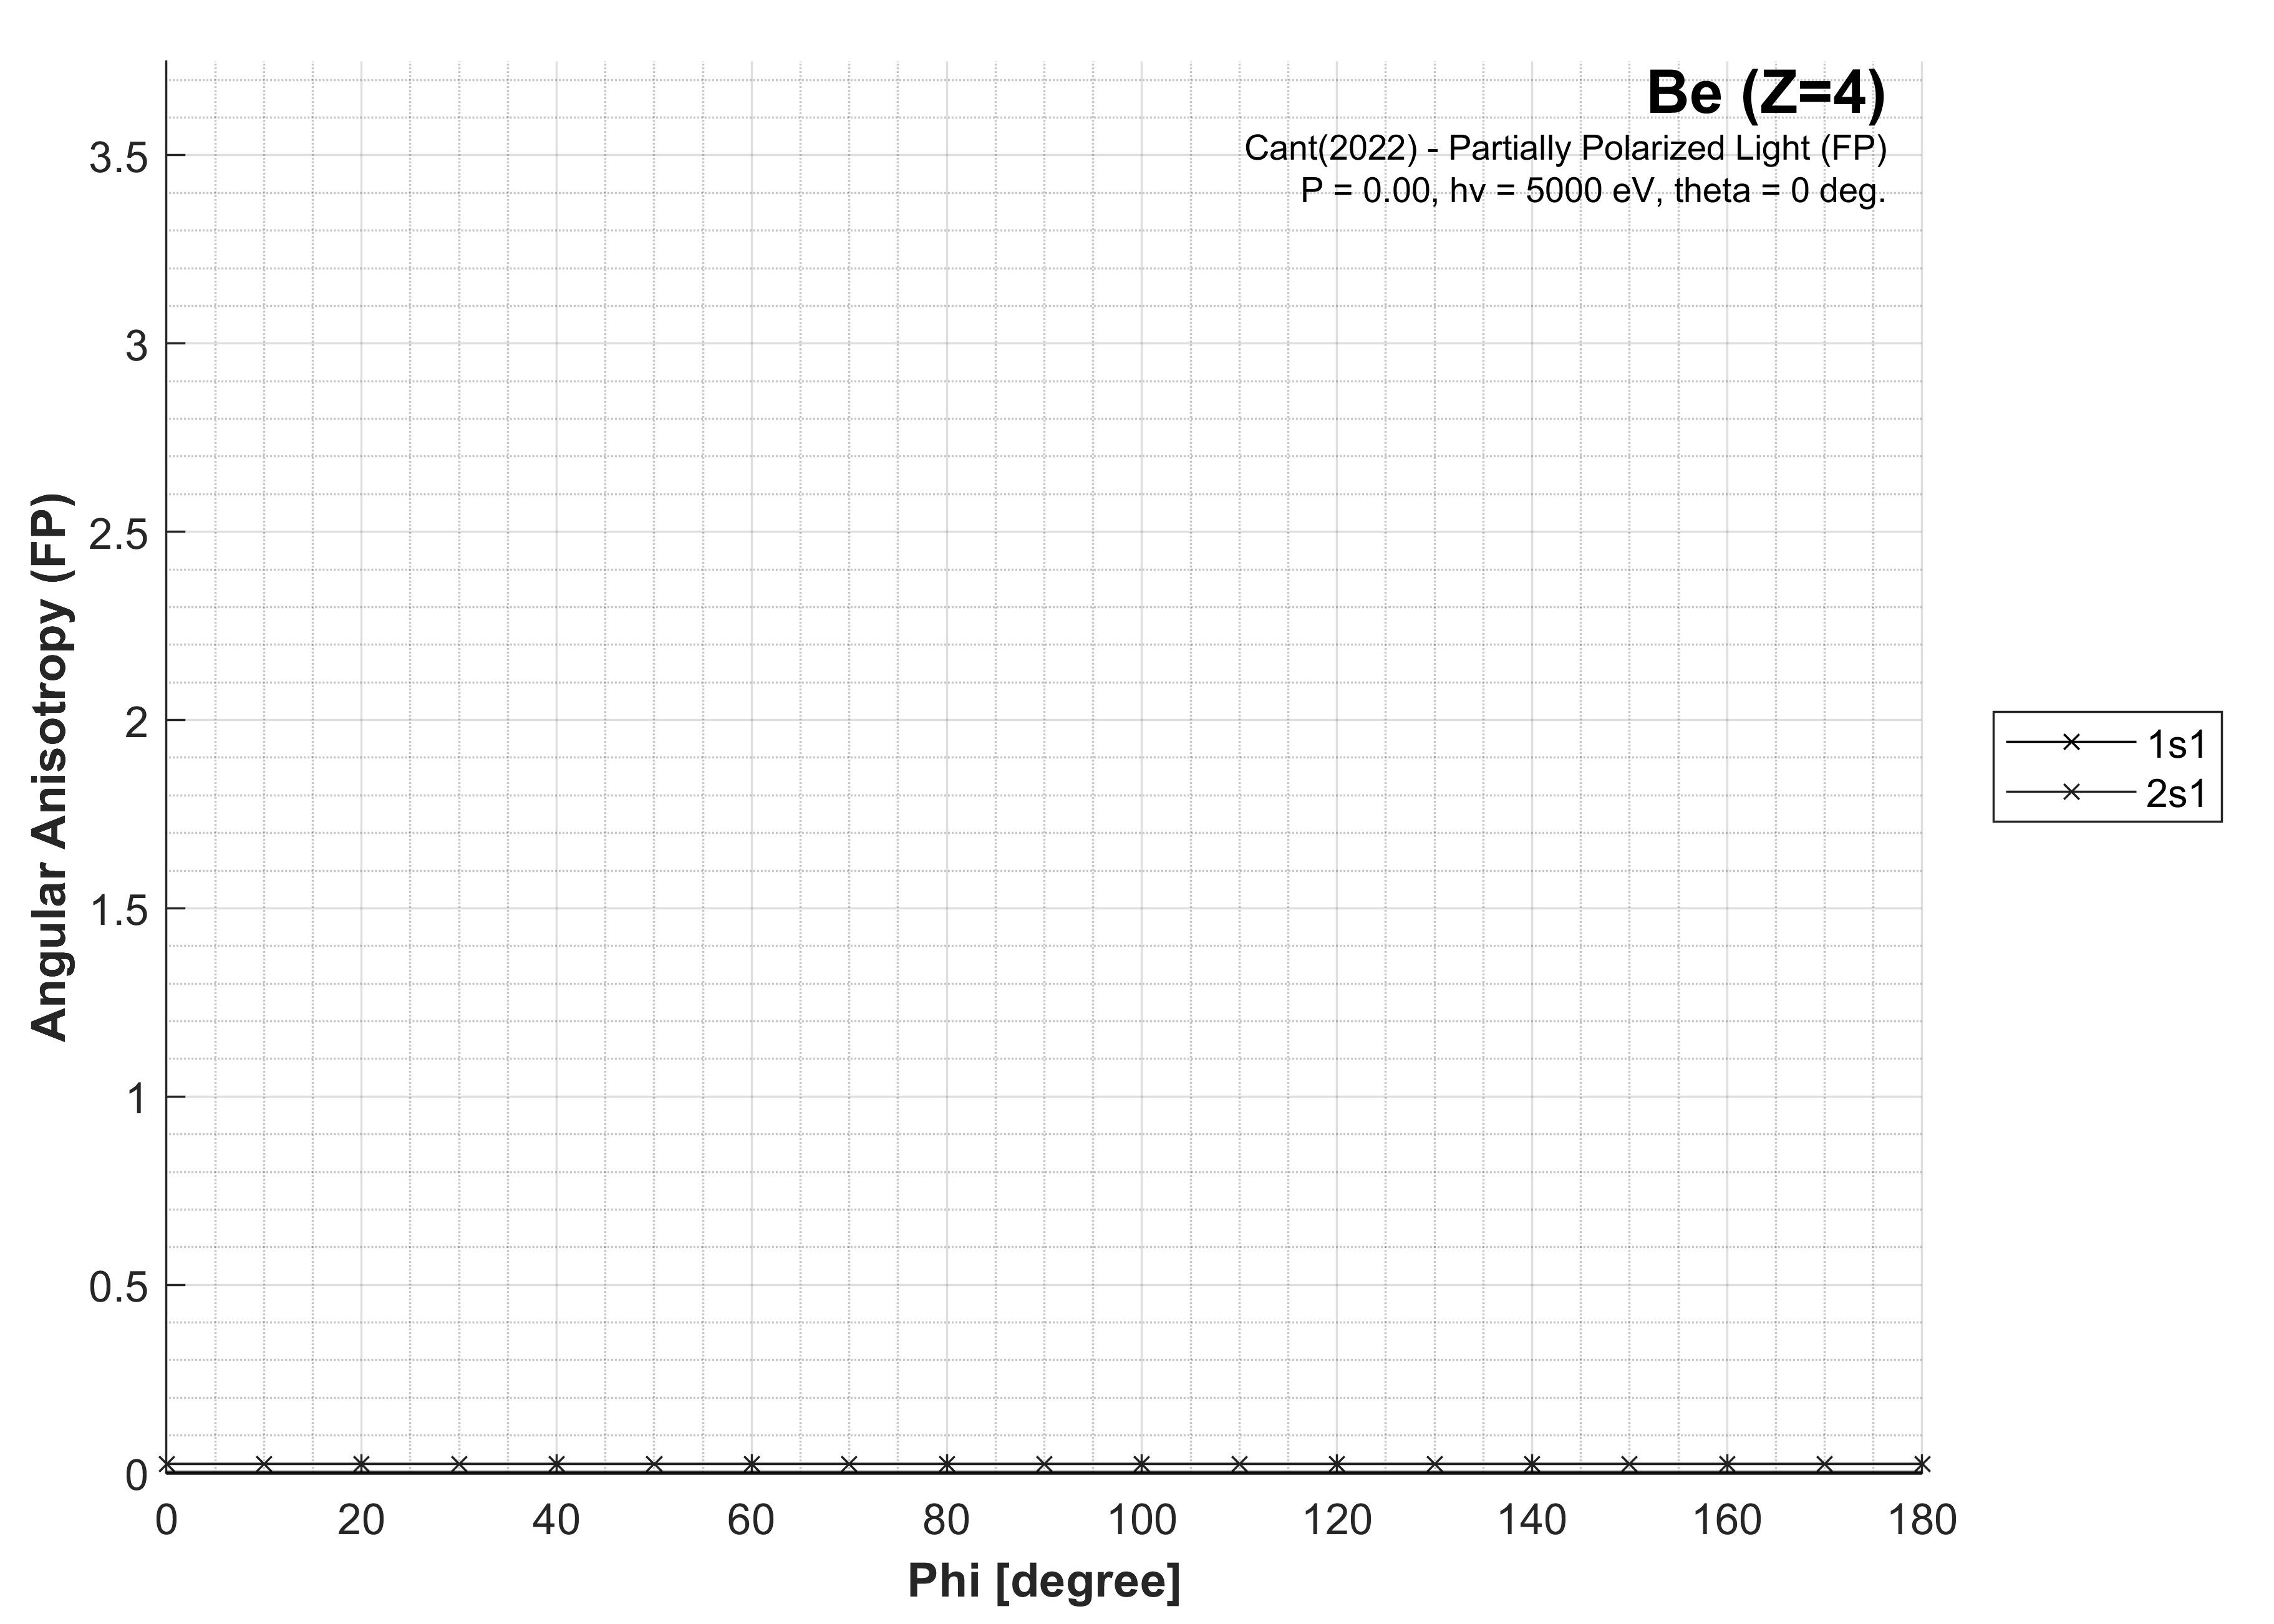 Be (Z=4)
Cant(2022) - Partially Polarized Light (FP)
P = 0.00, hv = 5000 eV, theta = 0 deg.
Angular Anisotropy (FP)
3.5
3
2.5
2
1.5
1
0.5
0
0 20 40 60 80 100 120 140 160 180
Phi [degree]
1s1
2s1